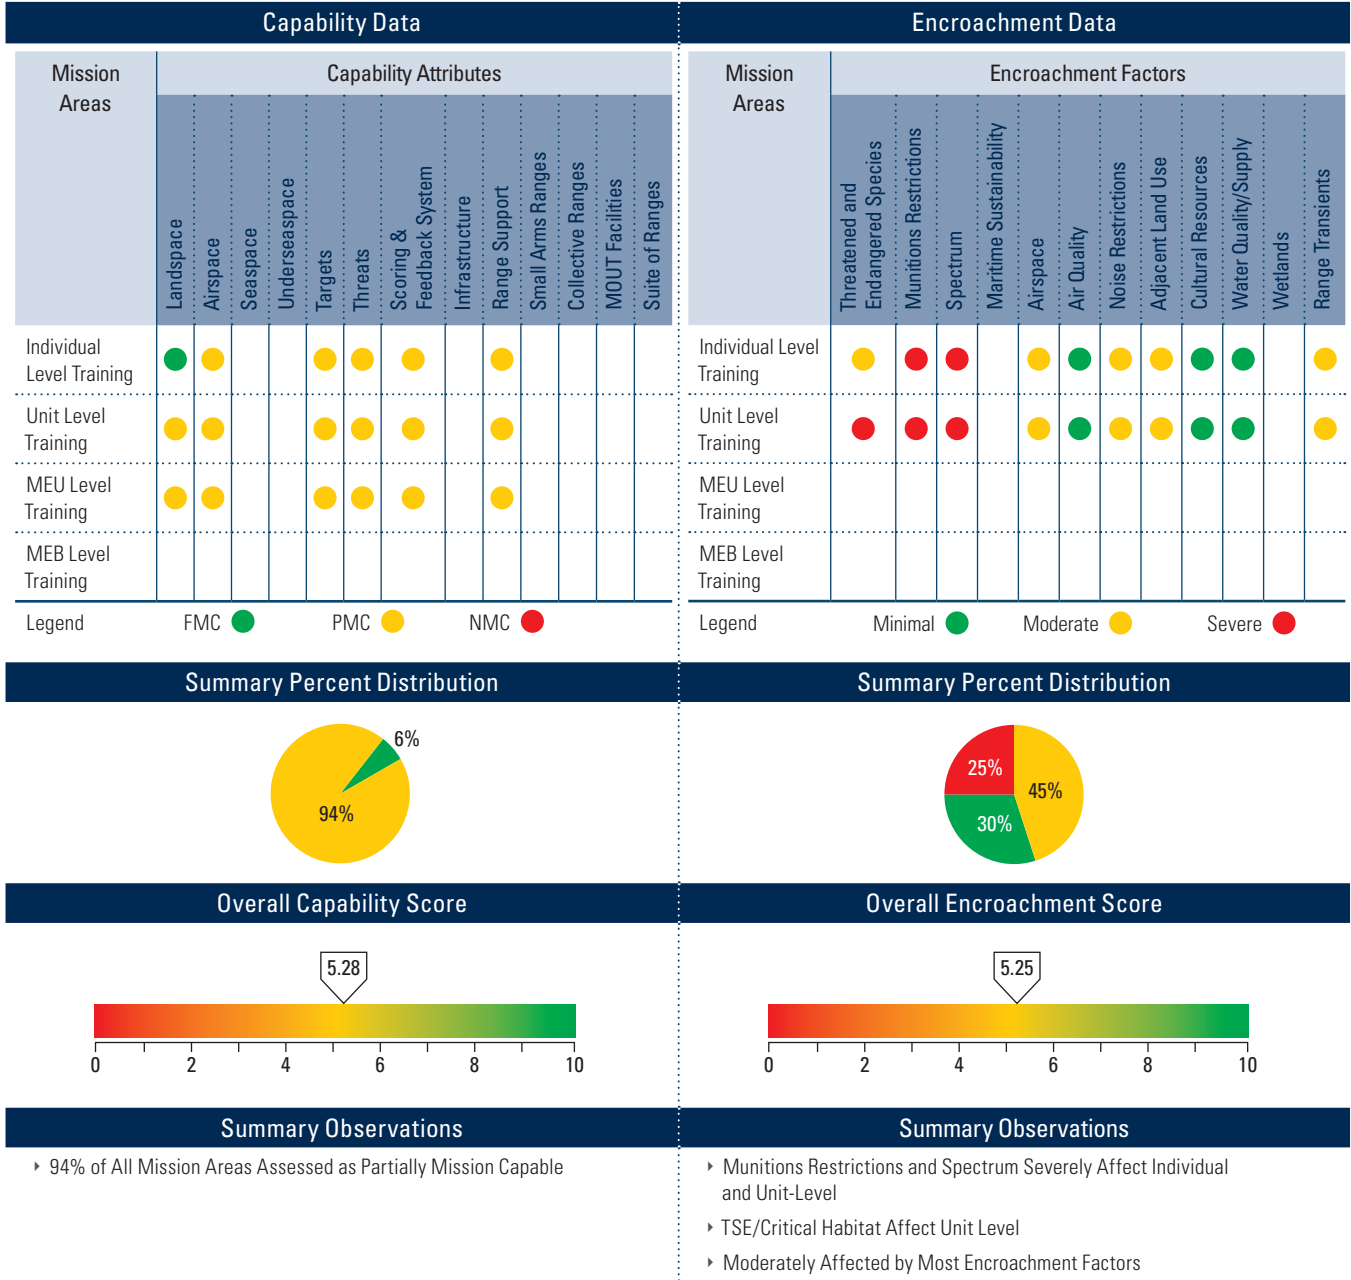 Capability Data
Mission
Areas
Capability Attributes
Landspace
Airspace
Seaspace
Underseaspace
Targets
Threats
Scoring &
Feedback System
Infrastructure
Range Support
Small Arms Ranges
Collective Ranges
MOUT Facilities
Suite of Ranges
Individual
Level Training
Unit Level
Training
MEU Level
Training
MEB Level
Training
Legend
FMC
PMC
NMC
Summary Percent Distribution
6%
94%
Overall Capability Score
5.28
0 2 4 6 8 10
Summary Observations
‣ 94% of All Mission Areas Assessed as Partially Mission Capable
Encroachment Data
Mission
Areas
Encroachment Factors
Threatened and
Endangered Species
Munitions Restrictions
Spectrum
Maritime Sustainability
Airspace
Air Quality
Noise Restrictions
Adjacent Land Use
Cultural Resources
Water Quality/Supply
Wetlands
Range Transients
Individual Level
Training
Unit Level
Training
MEU Level
Training
MEB Level
Training
Legend
Minimal
Moderate
Severe
Summary Percent Distribution
25%
45%
30%
Overall Encroachment Score
5.25
0 2 4 6 8 10
Summary Observations
‣ Munitions Restrictions and Spectrum Severely Affect Individual
and Unit-Level
‣ TSE/Critical Habitat Affect Unit Level
‣ Moderately Affected by Most Encroachment Factors